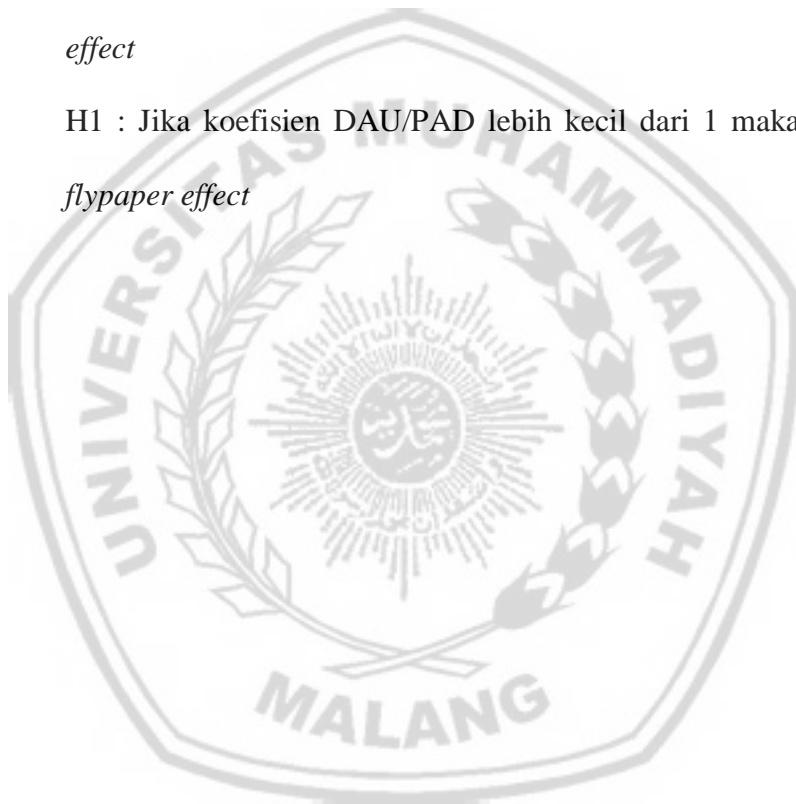 effect
H1 : Jika koefisien DAU/PAD lebih kecil dari 1 maka
flypaper effect
UNIVERSITAS MUHAMMADIYAH
MALANG